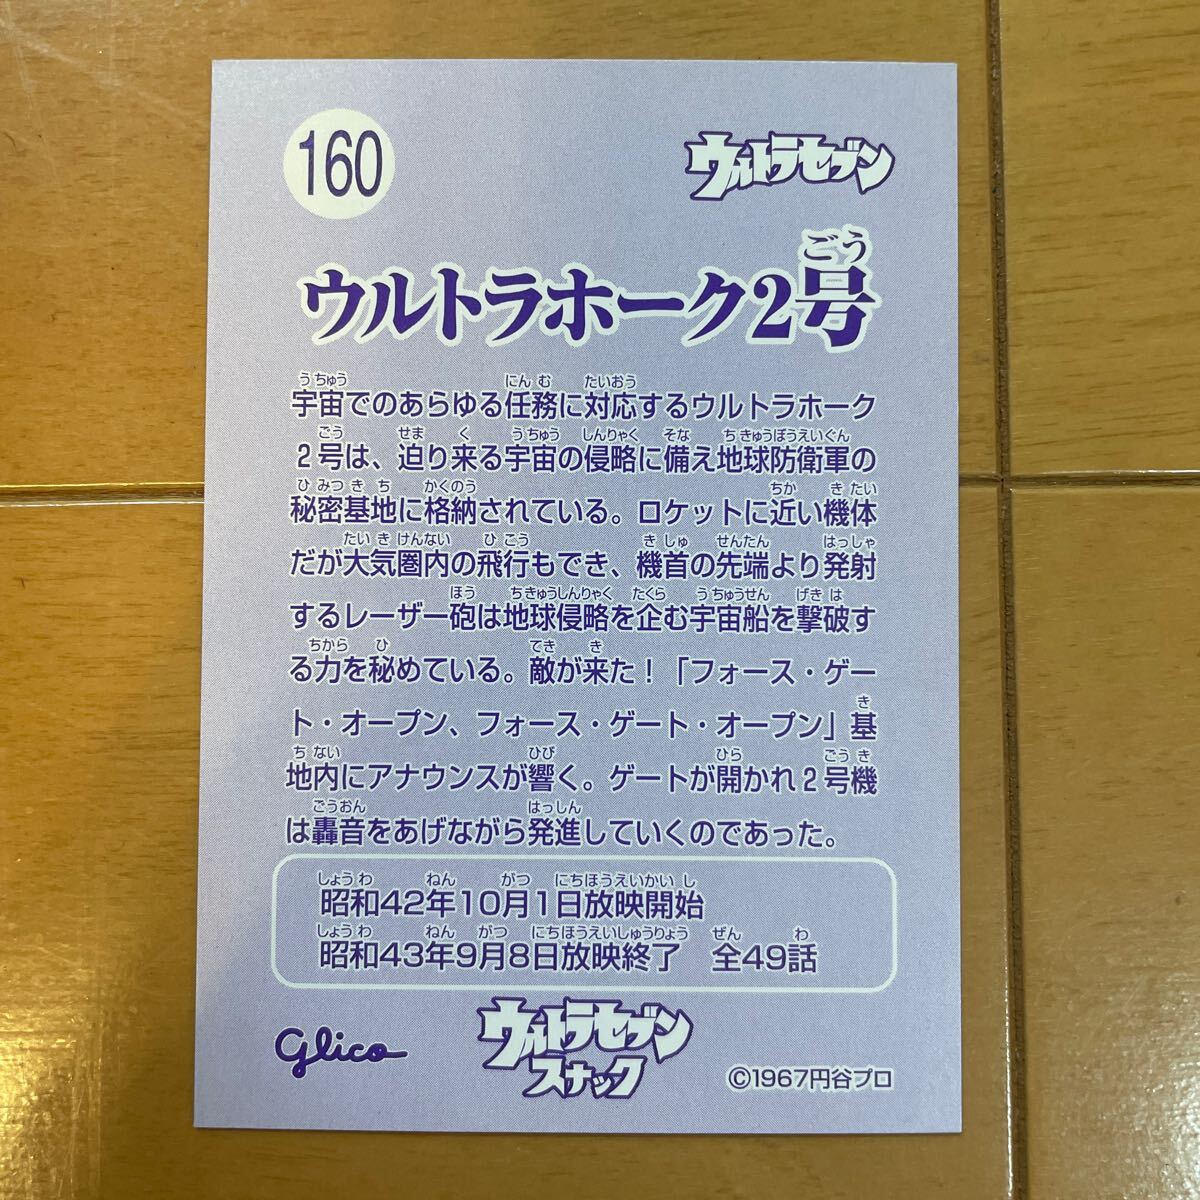 160
ウルトラセブン
ごう
ウルトラホーク2号
うちゅう にんむ たいおう
宇宙でのあらゆる任務に対応するウルトラホーク
ごう せま く うちゅう しんりゃく そな ちきゅうぼうえいぐん
2号は、迫り来る宇宙の侵略に備え地球防衛軍の
ひみつきち かくのう ちか きたい
秘密基地に格納されている。ロケットに近い機体
たいきけんない ひこう きしゅ せんたん はっしゃ
だが大気圏内の飛行もでき、機首の先端より発射
ほう ちきゅうしんりゃく たくら うちゅうせん げきは
するレーザー砲は地球侵略を企む宇宙船を撃破す
ちから ひ てき き
る力を秘めている。敵が来た！「フォース・ゲー
き
ト・オープン、フォース・ゲート・オープン」基
ちない ひび ひら ごうき
地内にアナウンスが響く。ゲートが開かれ2号機
ごうおん はっしん
は轟音をあげながら発進していくのであった。
しょうわ ねん がつ にちほうえいかいし
昭和42年10月1日放映開始
しょうわ ねん がつ にちほうえいしゅうりょう ぜん わ
昭和43年9月8日放映終了　全49話
glico
ウルトラセブン
スナック
©1967円谷プロ